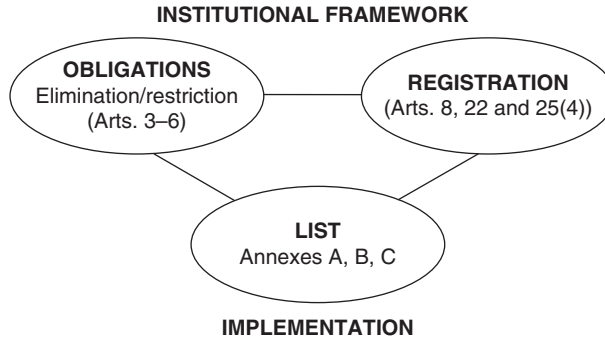 INSTITUTIONAL FRAMEWORK
OBLIGATIONS
Elimination/restriction
(Arts. 3–6)
REGISTRATION
(Arts. 8, 22 and 25(4))
LIST
Annexes A, B, C
IMPLEMENTATION